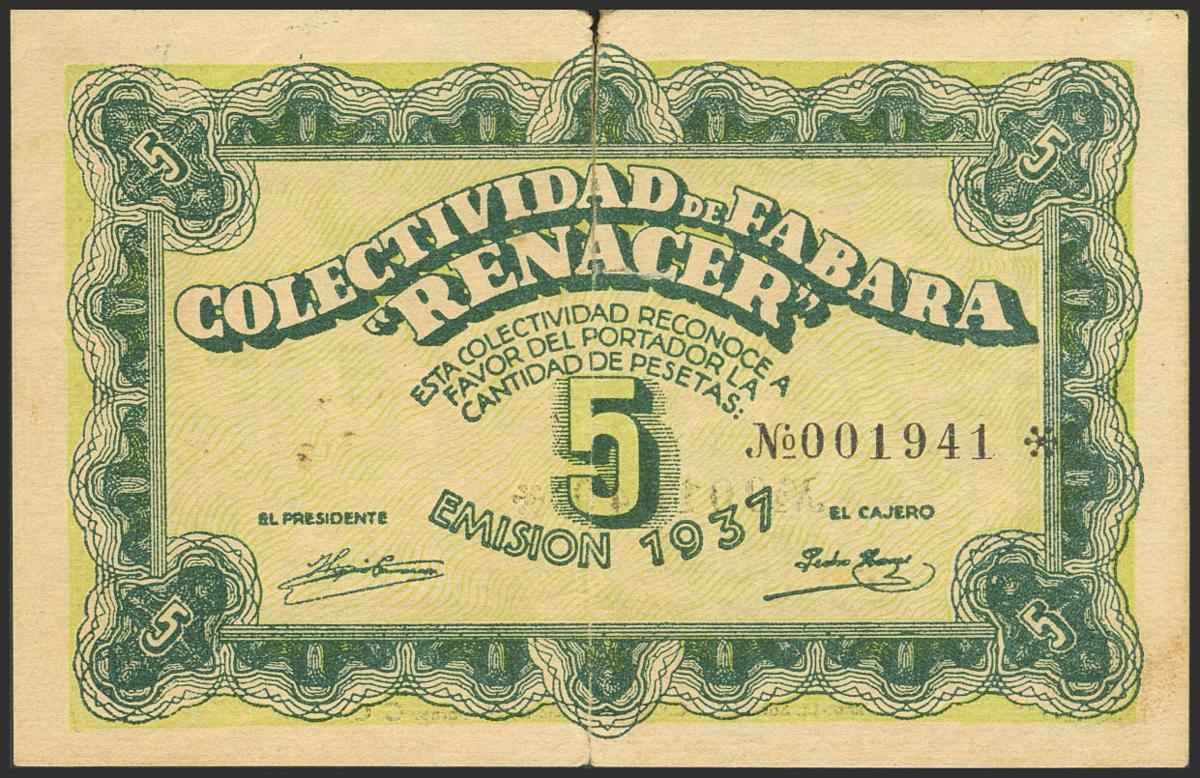 5 5
COLECTIVIDAD DE FABARA
"RENACER"
ESTA COLECTIVIDAD RECONOCE A
FAVOR DEL PORTADOR LA
CANTIDAD DE PESETAS:
5
Nº001941 *
EL PRESIDENTE
EMISION 1937
EL CAJERO
5 5